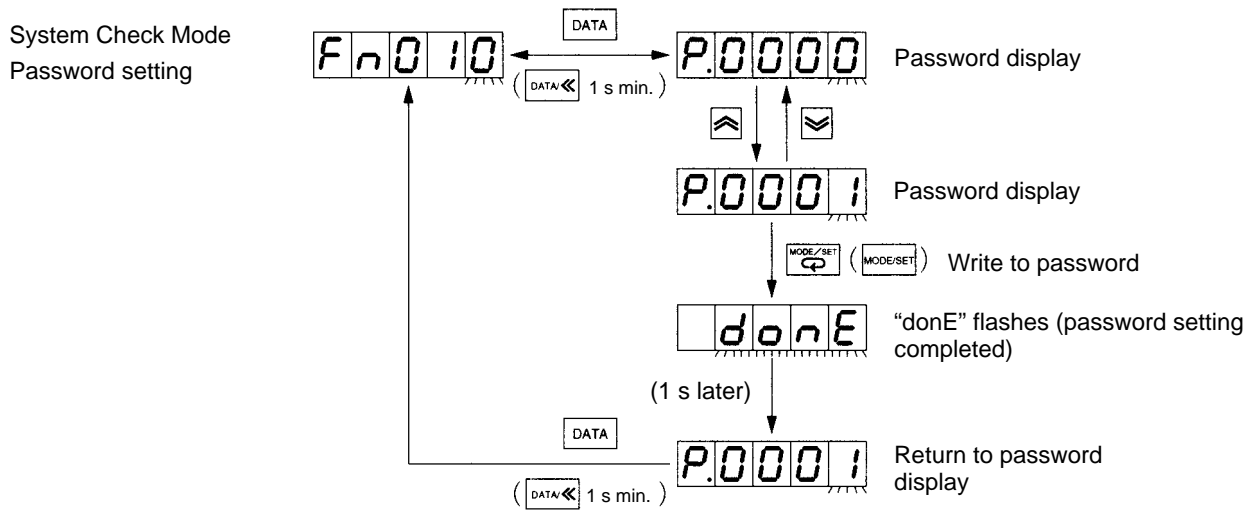 System Check Mode
Password setting
Fn010
DATA
(DATA/≪ 1 s min.)
P.0000
Password display
P.0001
Password display
MODE/SET (MODE/SET) Write to password
donE
“donE” flashes (password setting
completed)
(1 s later)
DATA
(DATA/≪ 1 s min.)
P.0001
Return to password
display